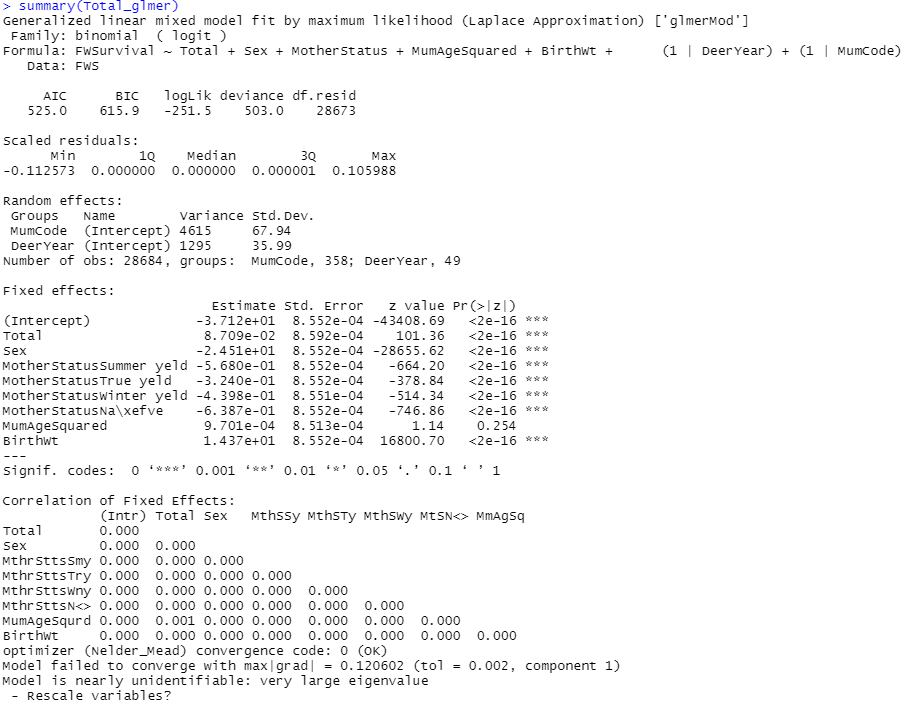 > summary(Total_glmer)
Generalized linear mixed model fit by maximum likelihood (Laplace Approximation) ['glmerMod']
 Family: binomial  ( logit )
Formula: FWSurvival ~ Total + Sex + MotherStatus + MumAgeSquared + BirthWt +      (1 | DeerYear) + (1 | MumCode)
   Data: FWS
     AIC      BIC   logLik deviance df.resid
   525.0    615.9   -251.5    503.0    28673
Scaled residuals:
      Min        1Q    Median        3Q       Max
-0.112573  0.000000  0.000000  0.000001  0.105988
Random effects:
 Groups   Name        Variance Std.Dev.
 MumCode  (Intercept) 4615     67.94
 DeerYear (Intercept) 1295     35.99
Number of obs: 28684, groups:  MumCode, 358; DeerYear, 49
Fixed effects:
                          Estimate Std. Error   z value Pr(>|z|)
(Intercept)             -3.712e+01  8.552e-04 -43408.69   <2e-16 ***
Total                    8.709e-02  8.592e-04    101.36   <2e-16 ***
Sex                     -2.451e+01  8.552e-04 -28655.62   <2e-16 ***
MotherStatusSummer yeld -5.680e-01  8.552e-04   -664.20   <2e-16 ***
MotherStatusTrue yeld   -3.240e-01  8.552e-04   -378.84   <2e-16 ***
MotherStatusWinter yeld -4.398e-01  8.551e-04   -514.34   <2e-16 ***
MotherStatusNa\xefve    -6.387e-01  8.552e-04   -746.86   <2e-16 ***
MumAgeSquared            9.701e-04  8.513e-04      1.14    0.254
BirthWt                  1.437e+01  8.552e-04  16800.70   <2e-16 ***
---
Signif. codes:  0 ‘***’ 0.001 ‘**’ 0.01 ‘*’ 0.05 ‘.’ 0.1 ‘ ’ 1
Correlation of Fixed Effects:
            (Intr) Total Sex   MthSSy MthSTy MthSWy MtSN<> MmAgSq
Total       0.000
Sex         0.000  0.000
MthrSttsSmy 0.000  0.000 0.000
MthrSttsTry 0.000  0.000 0.000 0.000
MthrSttsWny 0.000  0.000 0.000 0.000  0.000
MthrSttsN<> 0.000  0.000 0.000 0.000  0.000  0.000
MumAgeSqurd 0.000  0.001 0.000 0.000  0.000  0.000  0.000
BirthWt     0.000  0.000 0.000 0.000  0.000  0.000  0.000  0.000
optimizer (Nelder_Mead) convergence code: 0 (OK)
Model failed to converge with max|grad| = 0.120602 (tol = 0.002, component 1)
Model is nearly unidentifiable: very large eigenvalue
 - Rescale variables?